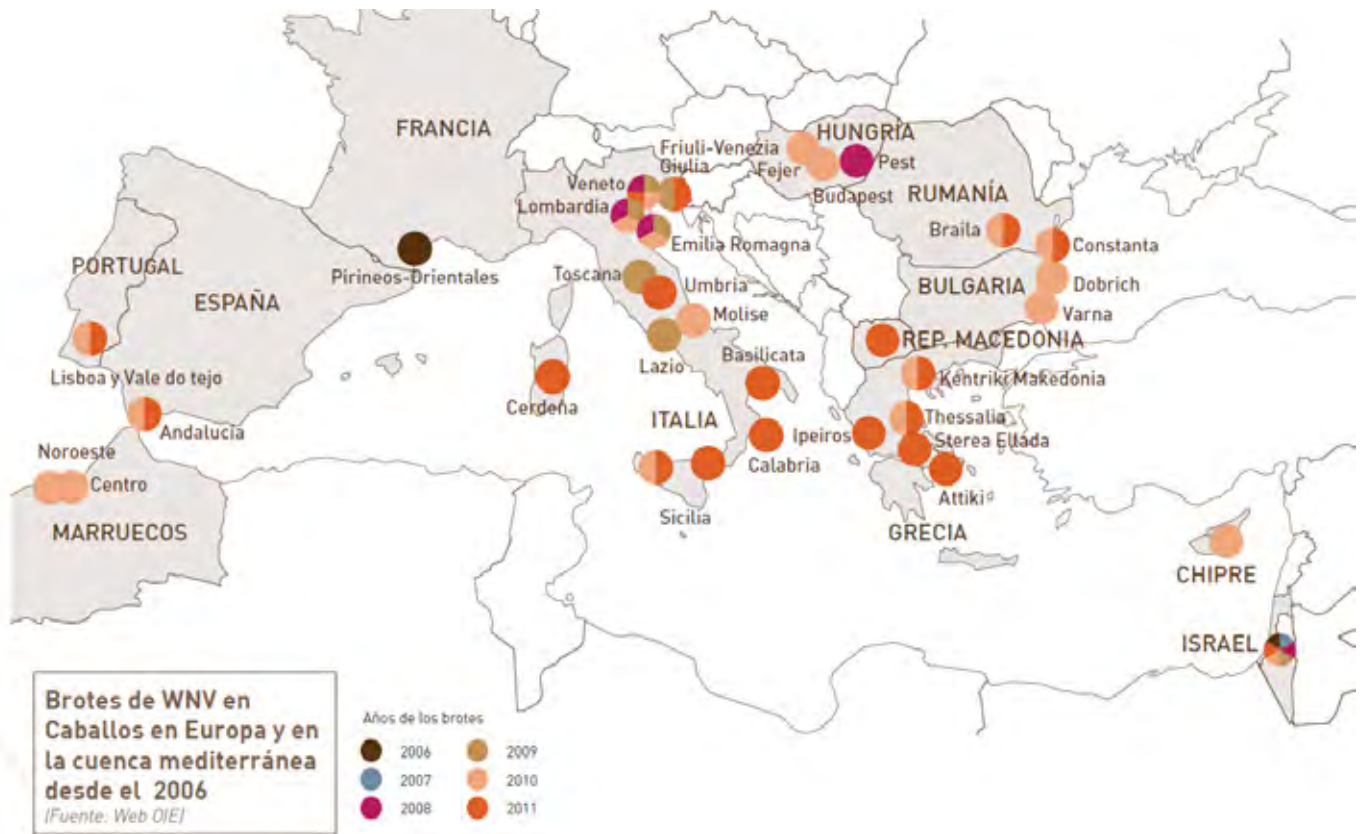 FRANCIA
HUNGRÍA
Friuli-Venezia
Giulia
Fejer
Pest
Budapest
Veneto
Lombardia
RUMANÍA
Braila
Constanta
Emilia Romagna
PORTUGAL
Pirineos-Orientales
Toscana
Umbria
BULGARIA
Dobrich
ESPAÑA
Molise
Varna
REP. MACEDONIA
Lazio
Basilicata
Lisboa y Vale do tejo
Kentriki Makedonia
Cerdeña
Andalucía
ITALIA
Thessalia
Ipeiros
Sterea Ellada
Noroeste
Centro
Calabria
Attiki
MARRUECOS
Sicilia
GRECIA
CHIPRE
ISRAEL
Brotes de WNV en
Caballos en Europa y en
la cuenca mediterránea
desde el 2006
(Fuente: Web OIE)
Años de los brotes
2006
2009
2007
2010
2008
2011